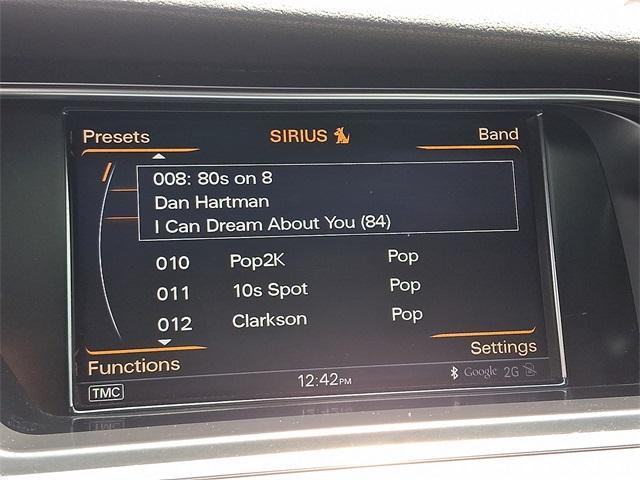 Presets SIRIUS Band
008: 80s on 8
Dan Hartman
I Can Dream About You (84)
010 Pop2K Pop
011 10s Spot Pop
012 Clarkson Pop
Functions Settings
TMC 12:42PM Google 2G